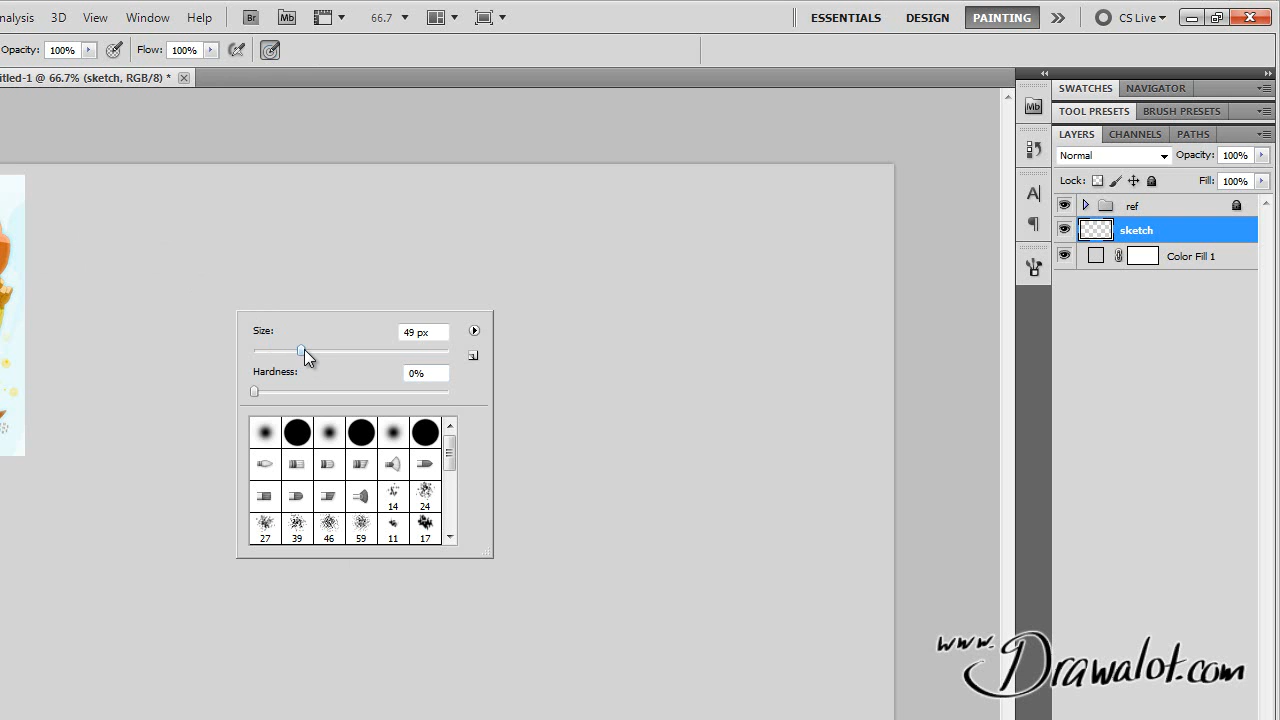 3D View Window Help Br Mb 66.7 ESSENTIALS DESIGN PAINTING CS Live
Opacity: 100% Flow: 100%
itled-1 @ 66.7% (sketch, RGB/8) *
SWATCHES NAVIGATOR
TOOL PRESETS BRUSH PRESETS
Mb
LAYERS CHANNELS PATHS
Normal Opacity: 100%
Lock: Fill: 100%
A
ref
sketch
Color Fill 1
Size: 49 px
Hardness: 0%
14 24
27 39 46 59 11 17
www.Drawalot.com